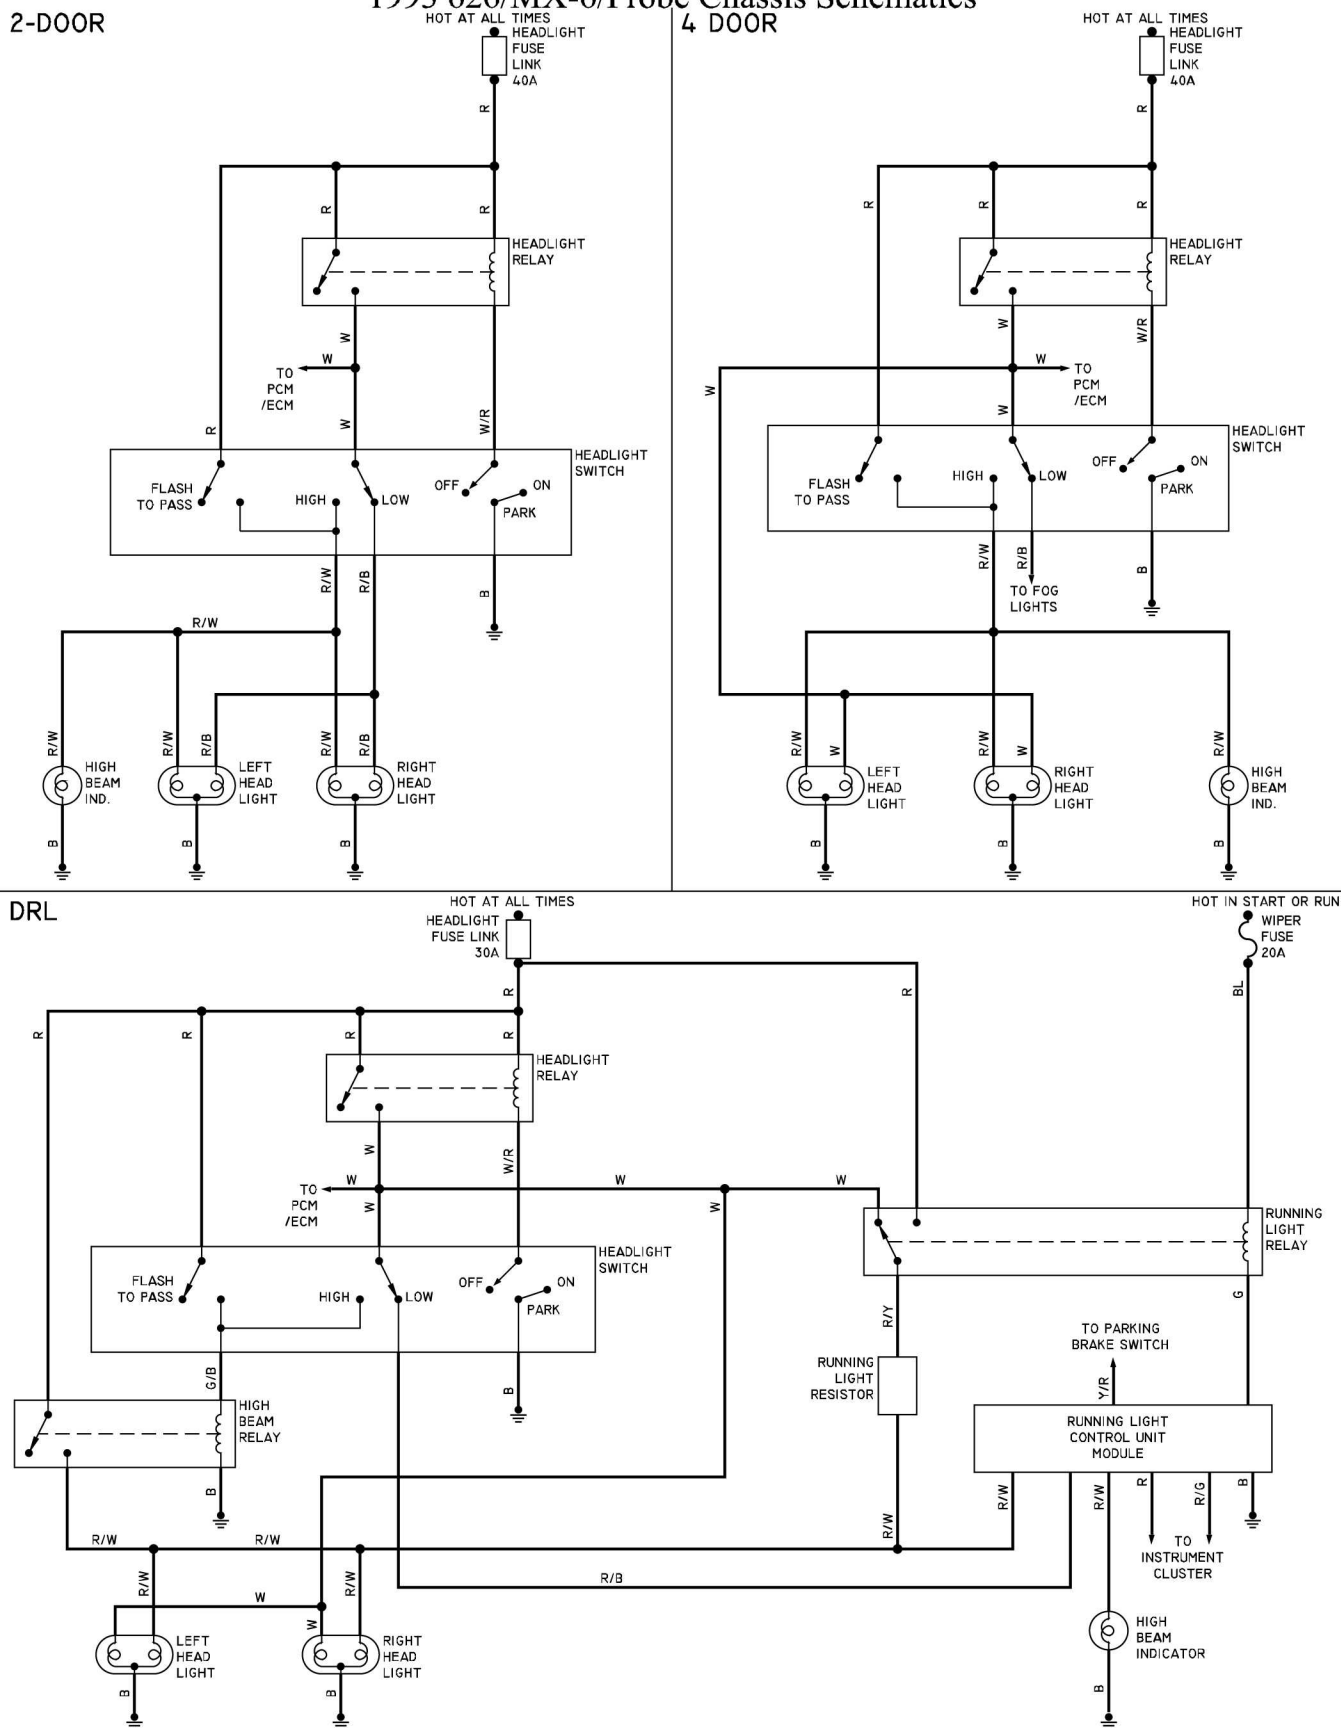 1993 626/MX-6/Probe Chassis Schematics
2-DOOR
HOT AT ALL TIMES
HEADLIGHT
FUSE
LINK
40A
R
R
R
HEADLIGHT
RELAY
W
W
TO
PCM
/ECM
R
W
W/R
HEADLIGHT
SWITCH
FLASH
TO PASS
HIGH
LOW
OFF
ON
PARK
R/W
R/B
B
R/W
R/W
R/W
R/B
R/W
R/B
HIGH
BEAM
IND.
LEFT
HEAD
LIGHT
RIGHT
HEAD
LIGHT
B
B
B
4 DOOR
HOT AT ALL TIMES
HEADLIGHT
FUSE
LINK
40A
R
R
R
R
HEADLIGHT
RELAY
W
W/R
W
TO
PCM
/ECM
W
W
HEADLIGHT
SWITCH
FLASH
TO PASS
HIGH
LOW
OFF
ON
PARK
R/W
R/B
B
TO FOG
LIGHTS
R/W
W
R/W
W
R/W
LEFT
HEAD
LIGHT
RIGHT
HEAD
LIGHT
HIGH
BEAM
IND.
B
B
B
DRL
HOT AT ALL TIMES
HEADLIGHT
FUSE LINK
30A
HOT IN START OR RUN
WIPER
FUSE
20A
R
R
BL
R
R
R
R
HEADLIGHT
RELAY
W
W/R
W
W
W
TO
PCM
/ECM
W
W
RUNNING
LIGHT
RELAY
HEADLIGHT
SWITCH
FLASH
TO PASS
HIGH
LOW
OFF
ON
PARK
R/Y
G
TO PARKING
BRAKE SWITCH
Y/R
RUNNING
LIGHT
RESISTOR
G/B
B
HIGH
BEAM
RELAY
RUNNING LIGHT
CONTROL UNIT
MODULE
B
R/W
R/W
R
R/G
B
R/W
R/W
R/W
TO
INSTRUMENT
CLUSTER
R/B
R/W
R/W
W
W
LEFT
HEAD
LIGHT
RIGHT
HEAD
LIGHT
HIGH
BEAM
INDICATOR
B
B
B